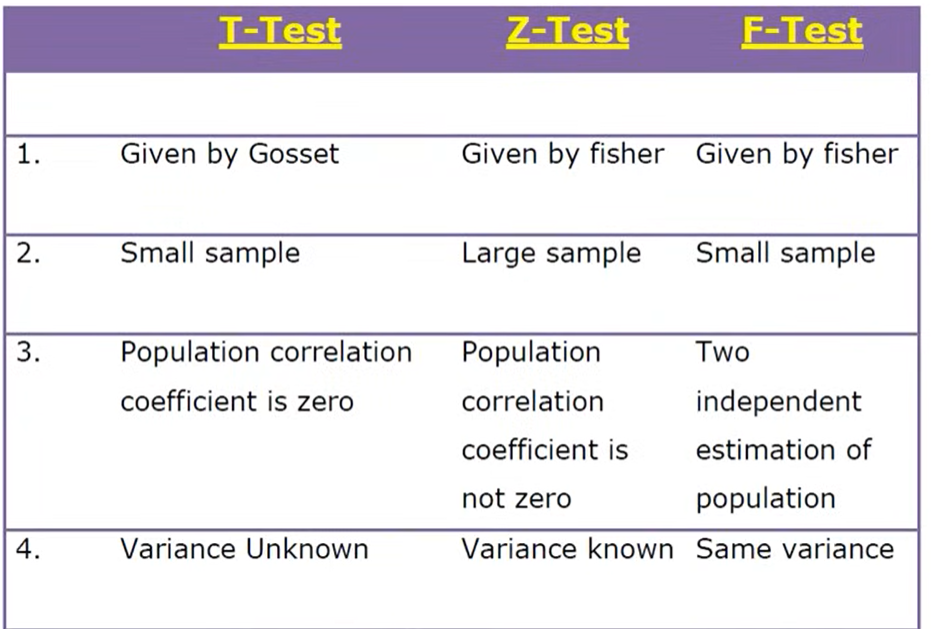 T-Test Z-Test F-Test
1. Given by Gosset Given by fisher Given by fisher
2. Small sample Large sample Small sample
3. Population correlation Population Two
coefficient is zero correlation independent
coefficient is estimation of
not zero population
4. Variance Unknown Variance known Same variance